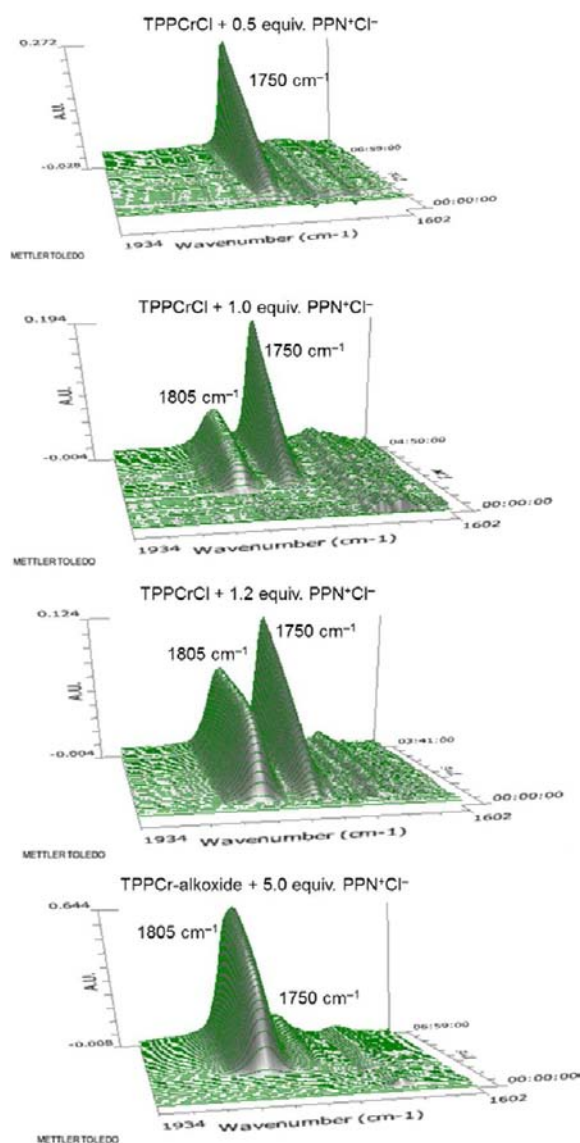 TPPCrCl + 0.5 equiv. PPN⁺Cl⁻
0.272
1750 cm⁻¹
A.U.
-0.028
06:59:00
00:00:00
1934 Wavenumber (cm-1) 1602
METTLER TOLEDO
TPPCrCl + 1.0 equiv. PPN⁺Cl⁻
0.194
1750 cm⁻¹
1805 cm⁻¹
A.U.
-0.004
04:50:00
00:00:00
1934 Wavenumber (cm-1) 1602
METTLER TOLEDO
TPPCrCl + 1.2 equiv. PPN⁺Cl⁻
0.124
1750 cm⁻¹
1805 cm⁻¹
A.U.
-0.004
03:41:00
00:00:00
1934 Wavenumber (cm-1) 1602
METTLER TOLEDO
TPPCr-alkoxide + 5.0 equiv. PPN⁺Cl⁻
0.644
1805 cm⁻¹
1750 cm⁻¹
A.U.
-0.008
06:59:00
00:00:00
1934 Wavenumber (cm-1) 1602
METTLER TOLEDO